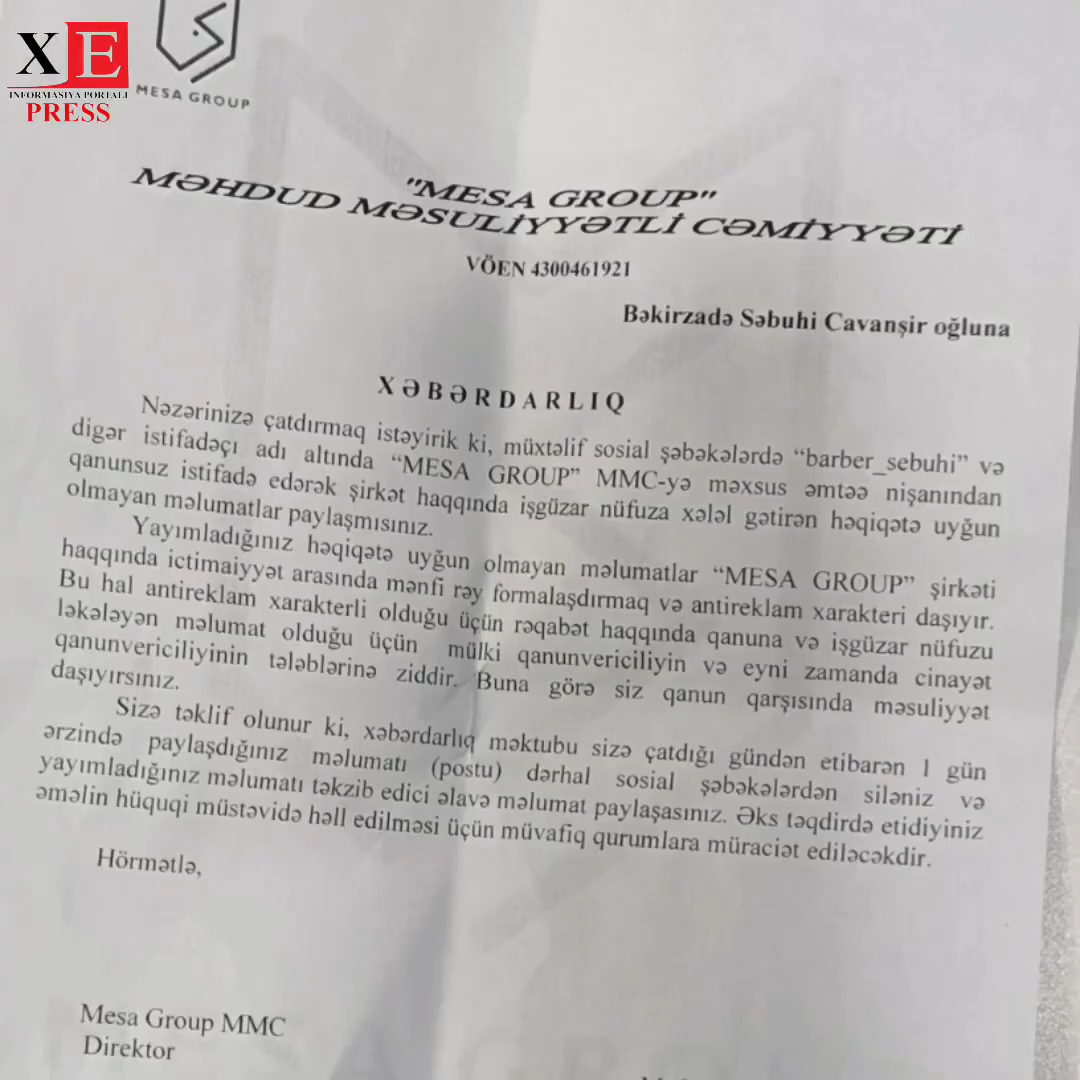 XE
INFORMASIYA PORTALI
PRESS
MESA GROUP
"MESA GROUP"
MƏHDUD MƏSULİYYƏTLİ CƏMİYYƏTİ
VÖEN 4300461921
Bəkirzadə Səbuhi Cavanşir oğluna
XƏBƏRDARLIQ
Nəzərinizə çatdırmaq istəyirik ki, müxtəlif sosial şəbəkələrdə “barber_sebuhi” və
digər istifadəçı adı altında “MESA GROUP” MMC-yə məxsus əmtəə nişanından
qanunsuz istifadə edərək şirkət haqqında işgüzar nüfuza xələl gətirən həqiqətə uyğun
olmayan məlumatlar paylaşmısınız.
Yayımladığınız həqiqətə uyğun olmayan məlumatlar “MESA GROUP” şirkəti
haqqında ictimaiyyət arasında mənfi rəy formalaşdırmaq və antireklam xarakteri daşıyır.
Bu hal antireklam xarakterli olduğu üçün rəqabət haqqında qanuna və işgüzar nüfuzu
ləkələyən məlumat olduğu üçün mülki qanunvericiliyin və eyni zamanda cinayət
qanunvericiliyinin tələblərinə ziddir. Buna görə siz qanun qarşısında məsuliyyət
daşıyırsınız.
Sizə təklif olunur ki, xəbərdarlıq məktubu sizə çatdığı gündən etibarən 1 gün
ərzində paylaşdığınız məlumatı (postu) dərhal sosial şəbəkələrdən siləniz və
yayımladığınız məlumatı təkzib edici əlavə məlumat paylaşasınız. Əks təqdirdə etidiyiniz
əməlin hüquqi müstəvidə həll edilməsi üçün müvafiq qurumlara müraciət ediləcəkdir.
Hörmətlə,
Mesa Group MMC
Direktor